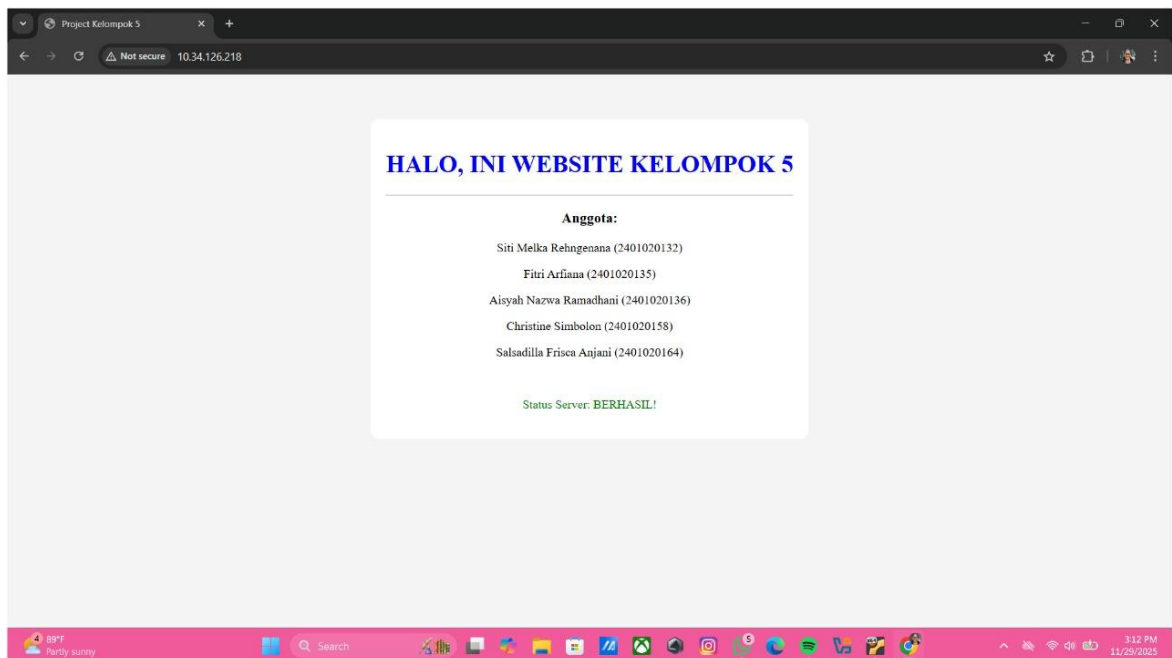 Project Kelompok 5
Not secure 10.34.126.218
HALO, INI WEBSITE KELOMPOK 5
Anggota:
Siti Melka Rehngenana (2401020132)
Fitri Arfiana (2401020135)
Aisyah Nazwa Ramadhani (2401020136)
Christine Simbolon (2401020158)
Salsadilla Frisca Anjani (2401020164)
Status Server: BERHASIL!
4
89°F
Partly sunny
Search
5
3:12 PM
11/29/2025